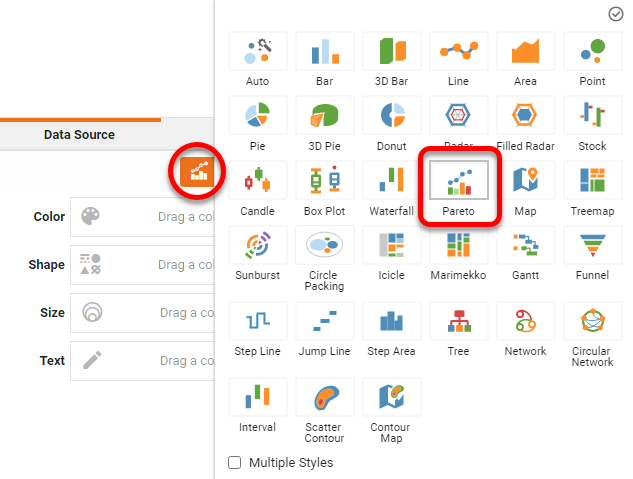 Auto
Bar
3D Bar
Line
Area
Point
Data Source
Pie
3D Pie
Donut
Radar
Filled Radar
Stock
Candle
Box Plot
Waterfall
Pareto
Map
Treemap
Color
Drag a co
Shape
Drag a co
Size
Drag a co
Text
Drag a co
Sunburst
Circle
Packing
Icicle
Marimekko
Gantt
Funnel
Step Line
Jump Line
Step Area
Tree
Network
Circular
Network
Interval
Scatter
Contour
Contour
Map
Multiple Styles